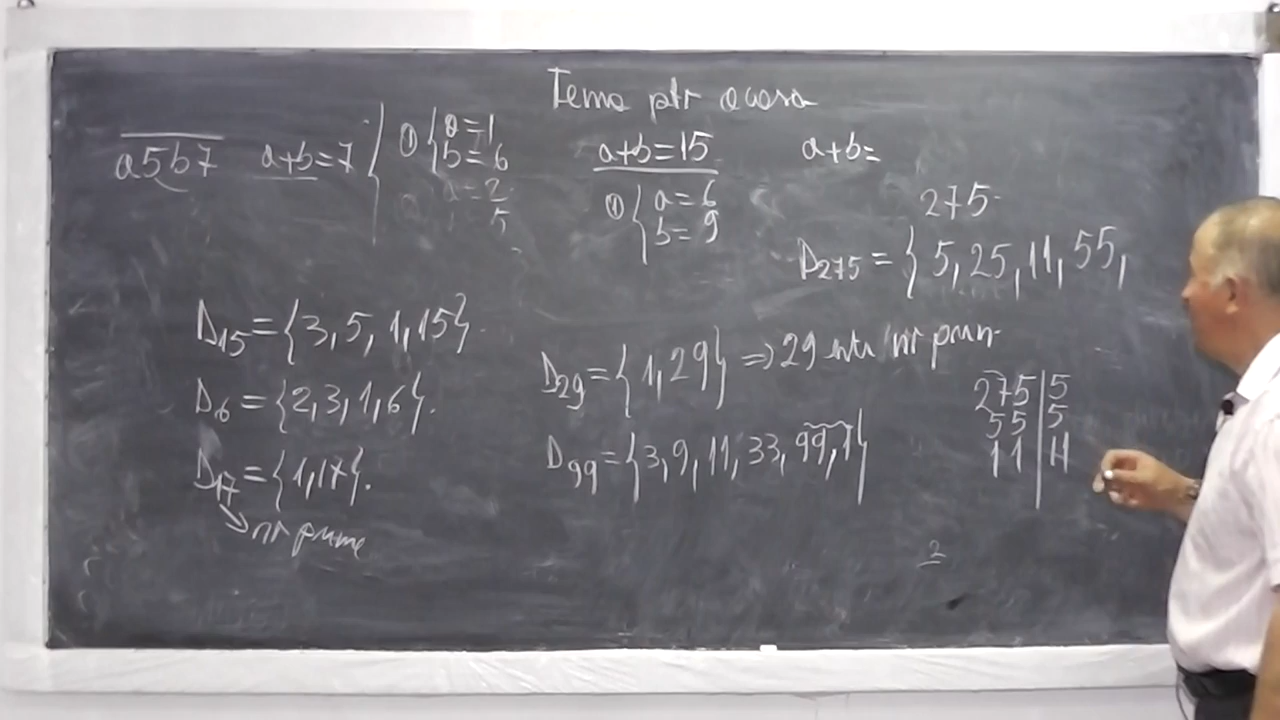 Tema ptr acasa
a5b7 a+b=7 { ① { a=1
b=6
a=2
5
a+b=15
① { a=6
b=9
a+b=
275
D275 = { 5, 25, 11, 55,
D15 = {3, 5, 1, 15}.
D6 = {2, 3, 1, 6}.
D17 = {1, 17}.
nr prime
D29 = {1, 29} => 29 este nr prim
D99 = {3, 9, 11, 33, 99, 1}
275 | 5
55 | 5
11 | 11
2